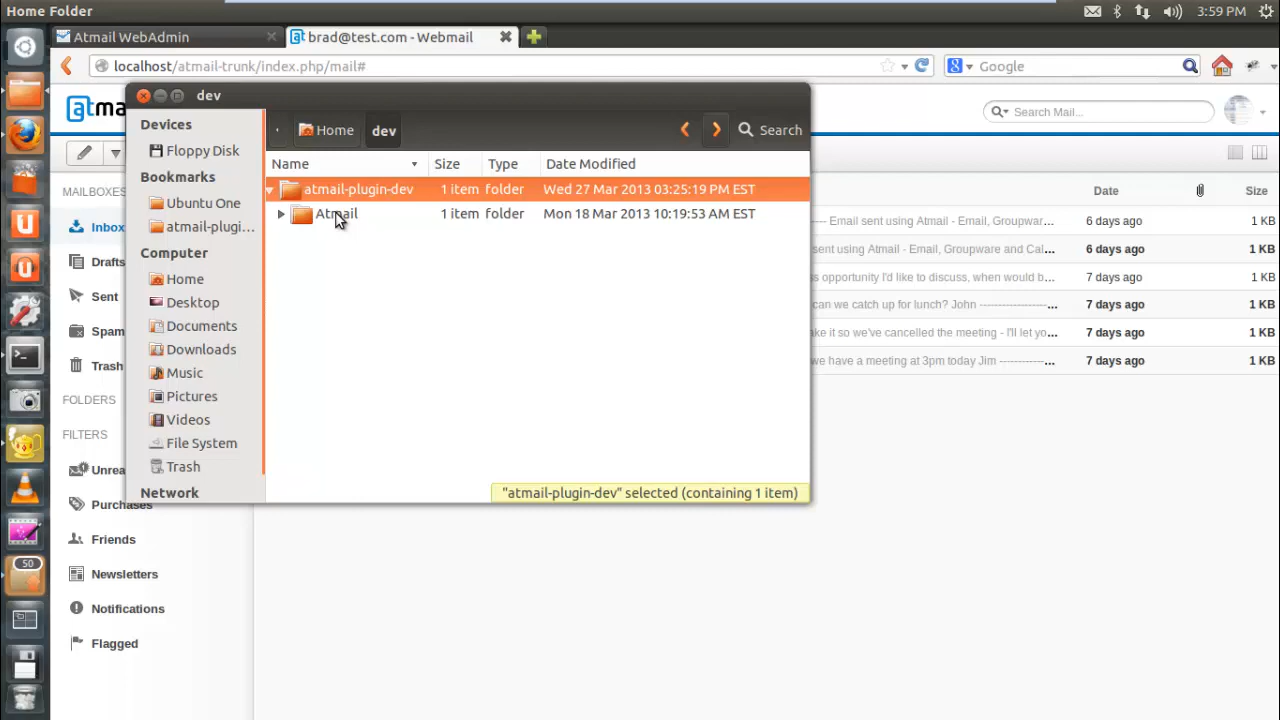 Home Folder
3:59 PM
Atmail WebAdmin
brad@test.com - Webmail
localhost/atmail-trunk/index.php/mail#
Google
@tma
Search Mail...
dev
Devices
Floppy Disk
Bookmarks
Ubuntu One
atmail-plugi...
Computer
Home
Desktop
Documents
Downloads
Music
Pictures
Videos
File System
Trash
Network
Home
dev
Search
Name
Size
Type
Date Modified
atmail-plugin-dev 1 item folder Wed 27 Mar 2013 03:25:19 PM EST
Atmail 1 item folder Mon 18 Mar 2013 10:19:53 AM EST
"atmail-plugin-dev" selected (containing 1 item)
MAILBOXES
Inbox
Drafts
Sent
Spam
Trash
FOLDERS
FILTERS
Unrea
Purchases
Friends
Newsletters
Notifications
Flagged
Date
Size
---- Email sent using Atmail - Email, Groupwar... 6 days ago 1 KB
sent using Atmail - Email, Groupware and Cal... 6 days ago 1 KB
ss opportunity I'd like to discuss, when would b... 7 days ago 1 KB
can we catch up for lunch? John ---------------... 7 days ago 1 KB
ke it so we've cancelled the meeting - I'll let yo... 7 days ago 1 KB
we have a meeting at 3pm today Jim ------------... 7 days ago 1 KB
50